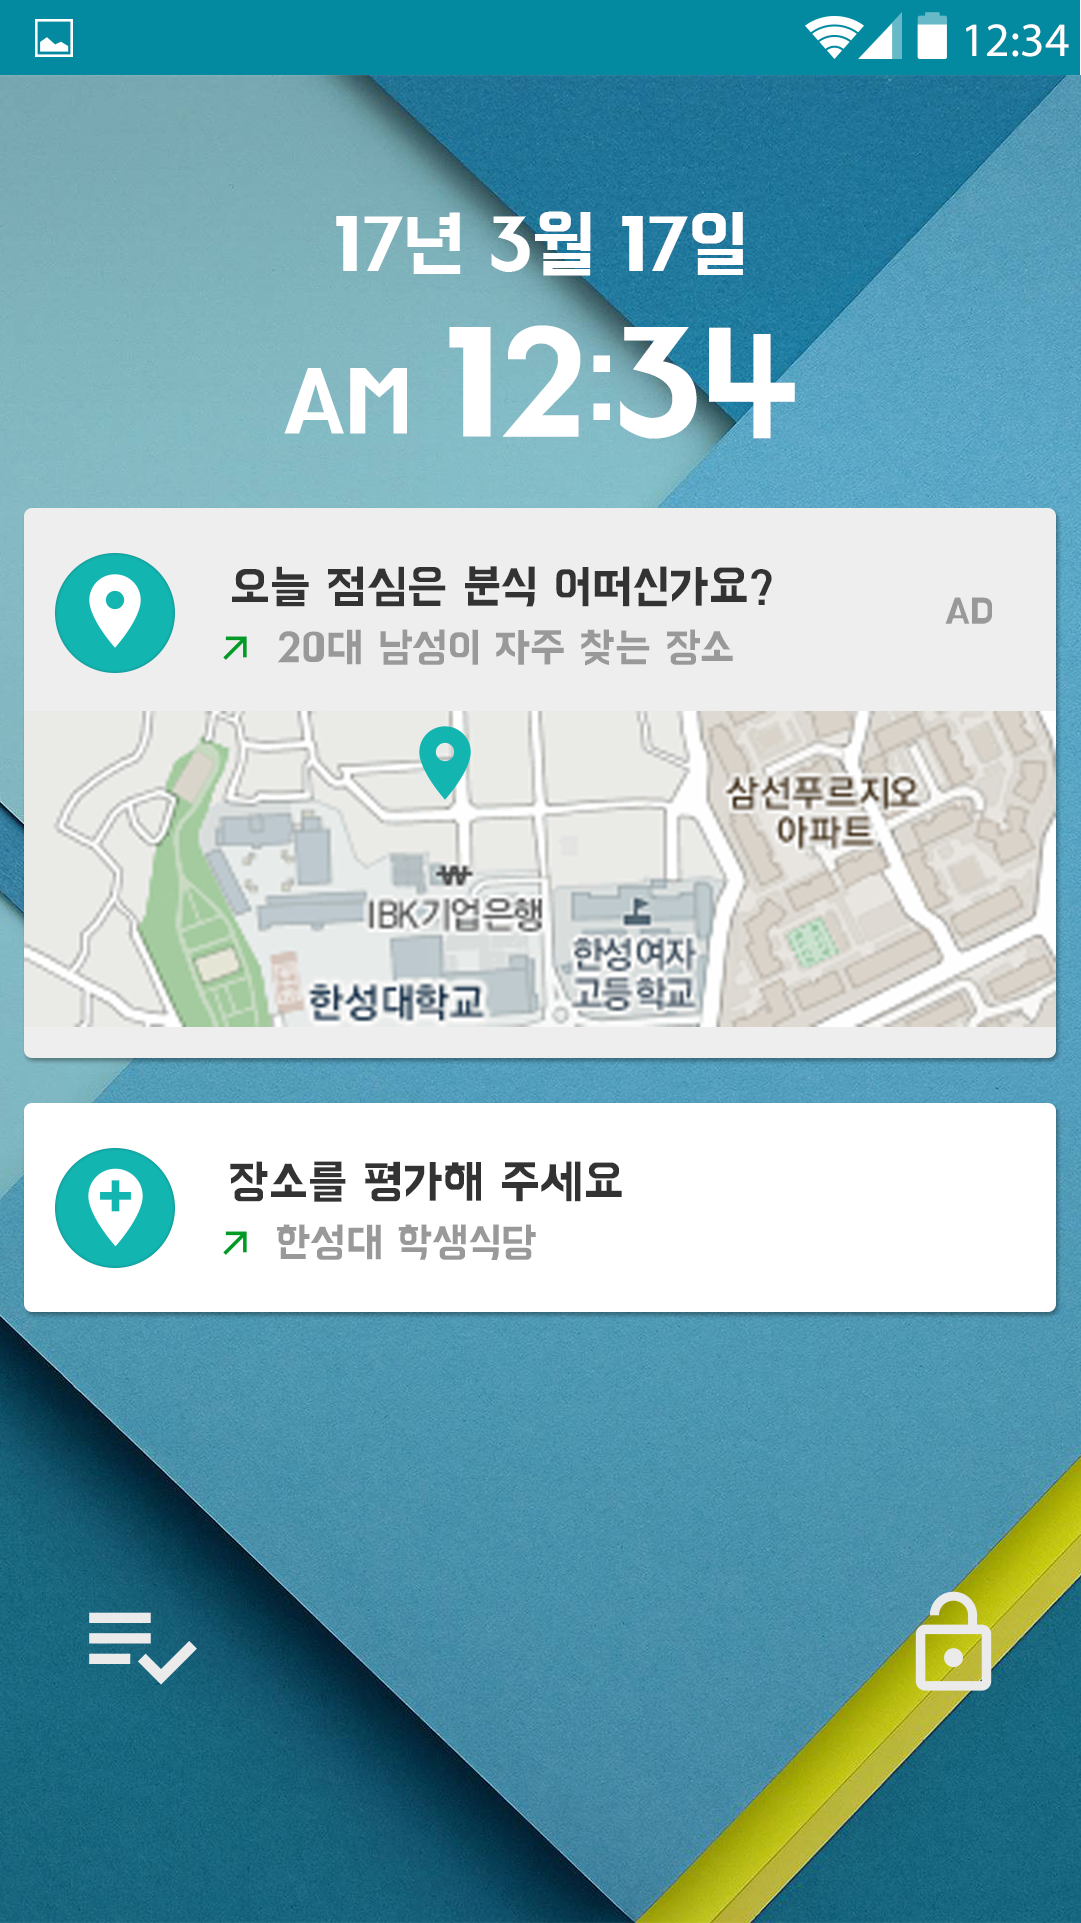 12:34
17년 3월 17일
AM 12:34
오늘 점심은 분식 어떠신가요?
AD
20대 남성이 자주 찾는 장소
삼선푸르지오
아파트
IBK기업은행
한성여자
고등학교
한성대학교
장소를 평가해 주세요
한성대 학생식당